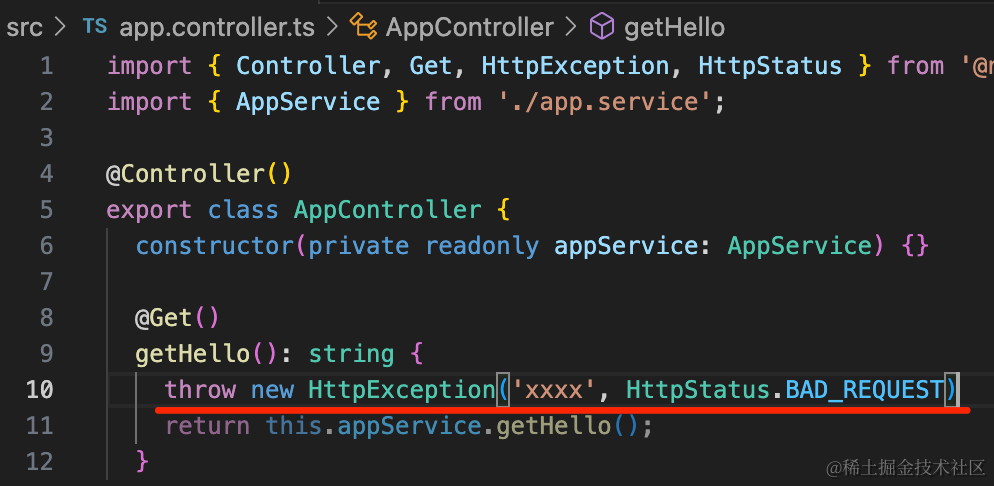 src > TS app.controller.ts > AppController > getHello
1 import { Controller, Get, HttpException, HttpStatus } from '@n
2 import { AppService } from './app.service';
3
4 @Controller()
5 export class AppController {
6 constructor(private readonly appService: AppService) {}
7
8 @Get()
9 getHello(): string {
10 throw new HttpException('xxxx', HttpStatus.BAD_REQUEST)
11 return this.appService.getHello();
12 }
@稀土掘金技术社区